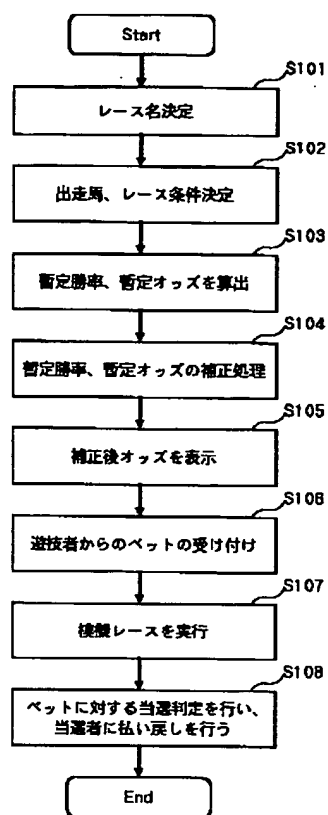 Start
S101
レース名決定
S102
出走馬、レース条件決定
S103
暫定勝率、暫定オッズを算出
S104
暫定勝率、暫定オッズの補正処理
S105
補正後オッズを表示
S106
遊技者からのベットの受け付け
S107
模擬レースを実行
S108
ベットに対する当選判定を行い、
当選者に払い戻しを行う
End